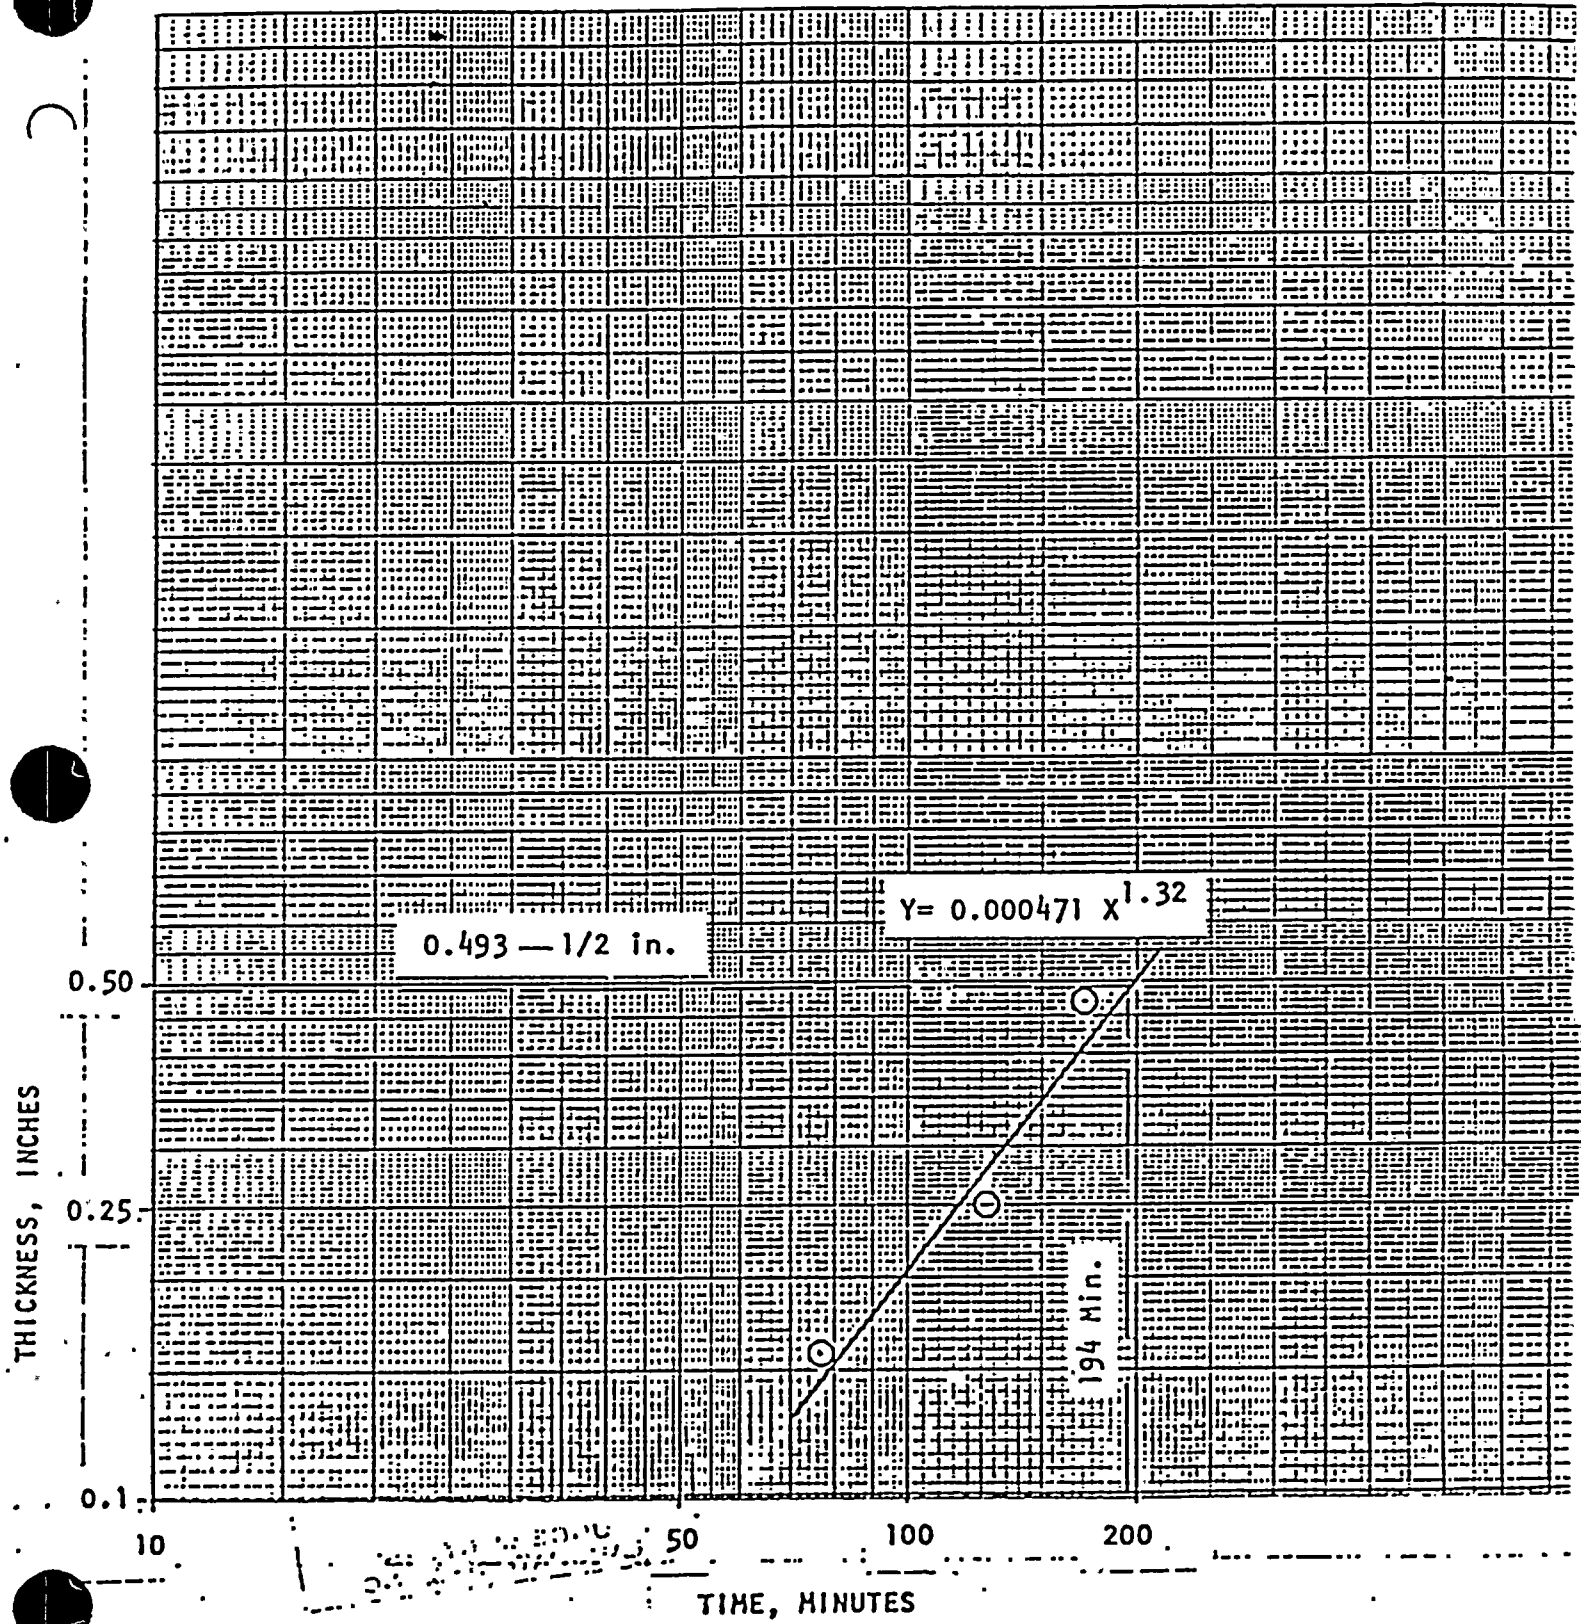 Y= 0.000471 X1.32
0.493 — 1/2 in.
0.50
THICKNESS, INCHES
0.25
194 Min.
0.1
10
50
100
200
TIME, MINUTES